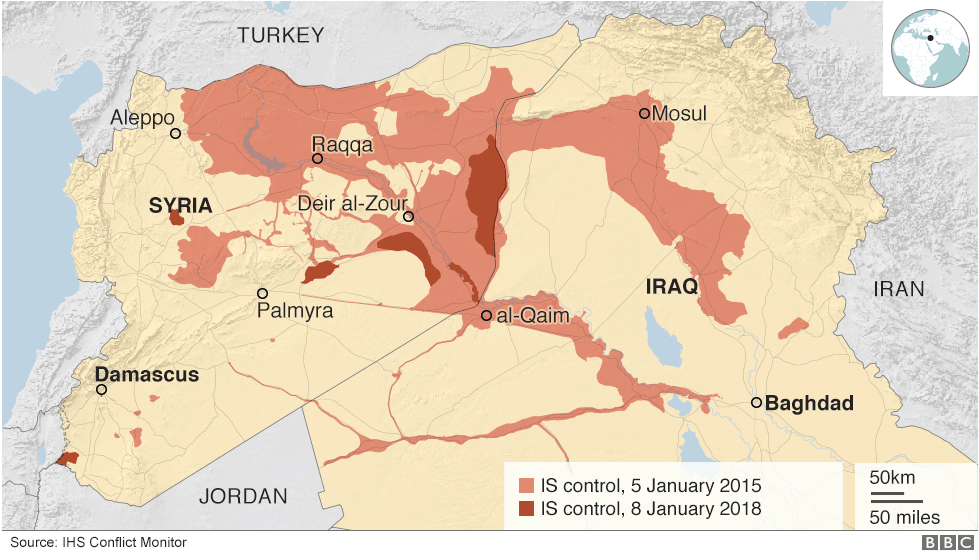 TURKEY
Aleppo
Mosul
Raqqa
SYRIA
Deir al-Zour
IRAQ
IRAN
Palmyra
al-Qaim
Damascus
Baghdad
JORDAN
IS control, 5 January 2015
IS control, 8 January 2018
50km
50 miles
Source: IHS Conflict Monitor
BBC